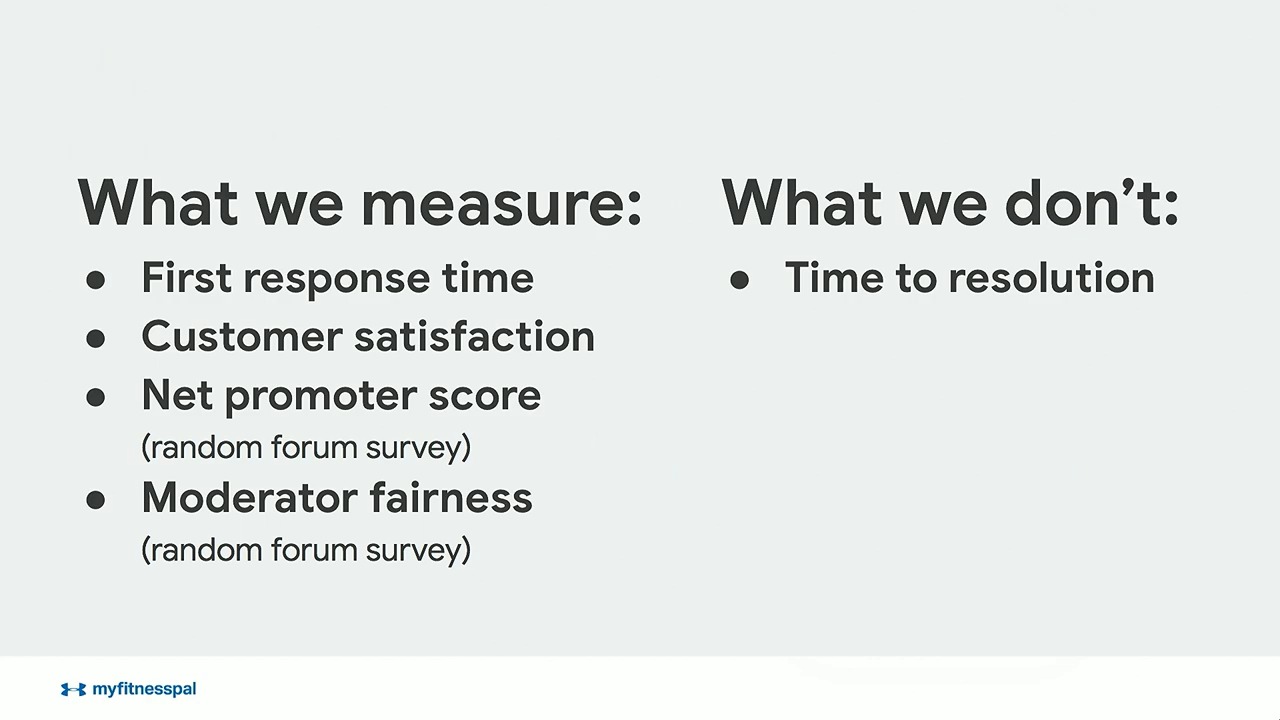 What we measure:
● First response time
● Customer satisfaction
● Net promoter score
(random forum survey)
● Moderator fairness
(random forum survey)
What we don’t:
● Time to resolution
myfitnesspal